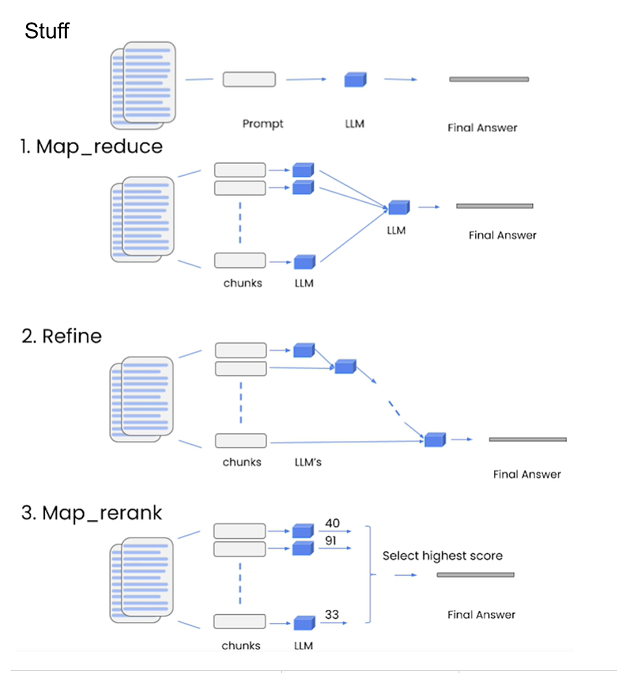 Stuff
Prompt
LLM
Final Answer
1. Map_reduce
LLM
Final Answer
chunks
LLM
2. Refine
chunks
LLM's
Final Answer
3. Map_rerank
40
91
Select highest score
33
Final Answer
chunks
LLM